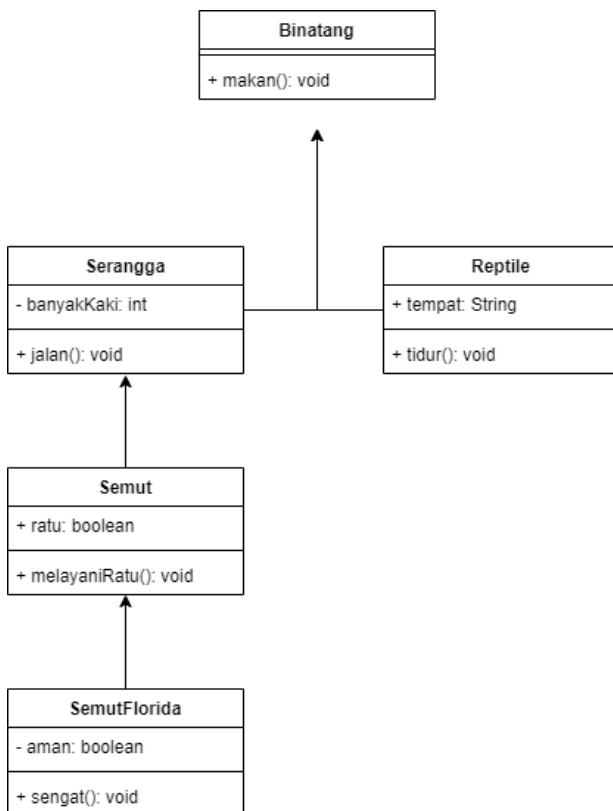 Binatang
+ makan(): void
Serangga
- banyakKaki: int
+ jalan(): void
Reptile
+ tempat: String
+ tidur(): void
Semut
+ ratu: boolean
+ melayaniRatu(): void
SemutFlorida
- aman: boolean
+ sengat(): void